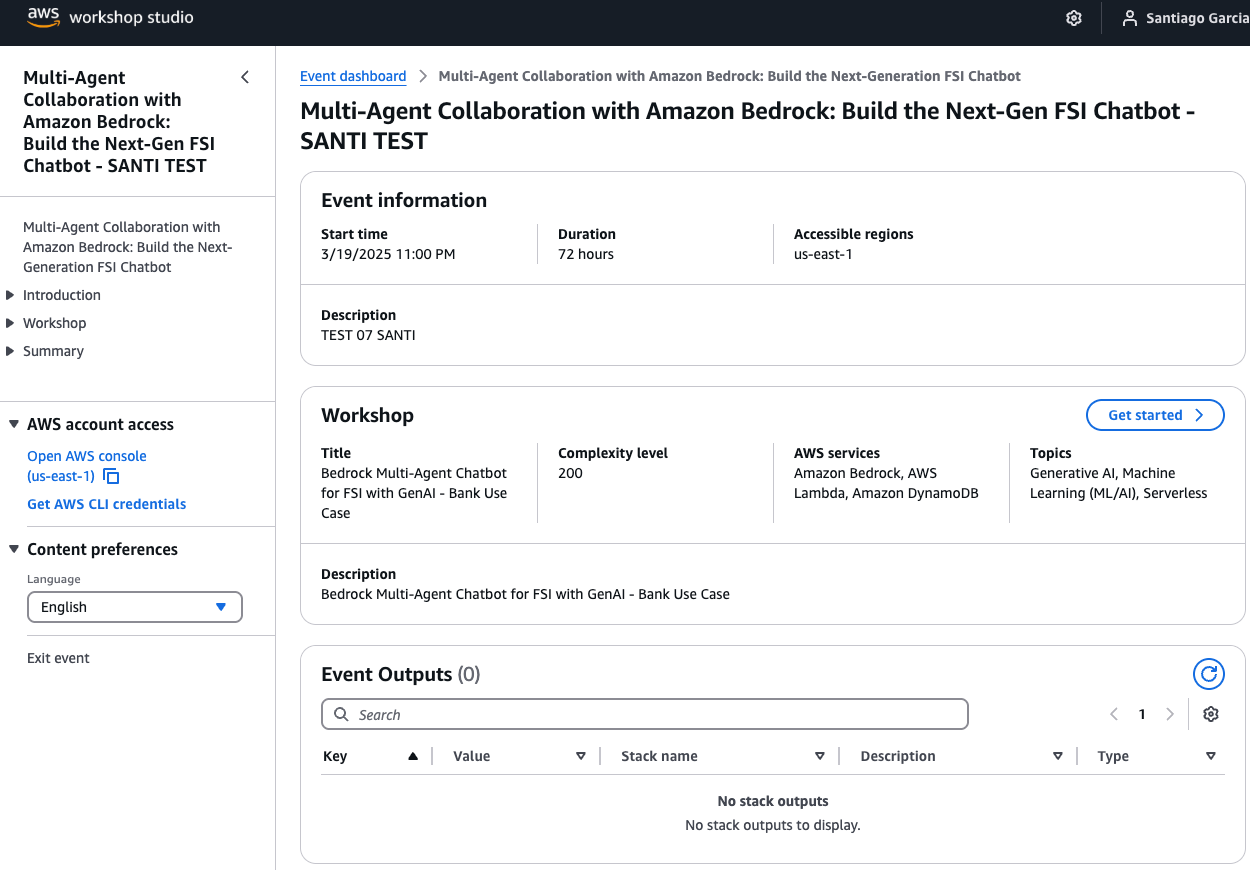 aws workshop studio
Santiago Garcia
Multi-Agent
Collaboration with
Amazon Bedrock:
Build the Next-Gen FSI
Chatbot - SANTI TEST
Multi-Agent Collaboration with
Amazon Bedrock: Build the Next-
Generation FSI Chatbot
Introduction
Workshop
Summary
AWS account access
Open AWS console
(us-east-1)
Get AWS CLI credentials
Content preferences
Language
English
Exit event
Event dashboard > Multi-Agent Collaboration with Amazon Bedrock: Build the Next-Generation FSI Chatbot
Multi-Agent Collaboration with Amazon Bedrock: Build the Next-Gen FSI Chatbot -
SANTI TEST
Event information
Start time
3/19/2025 11:00 PM
Duration
72 hours
Accessible regions
us-east-1
Description
TEST 07 SANTI
Workshop
Get started
Title
Bedrock Multi-Agent Chatbot
for FSI with GenAI - Bank Use
Case
Complexity level
200
AWS services
Amazon Bedrock, AWS
Lambda, Amazon DynamoDB
Topics
Generative AI, Machine
Learning (ML/AI), Serverless
Description
Bedrock Multi-Agent Chatbot for FSI with GenAI - Bank Use Case
Event Outputs (0)
Search
1
Key Value Stack name Description Type
No stack outputs
No stack outputs to display.